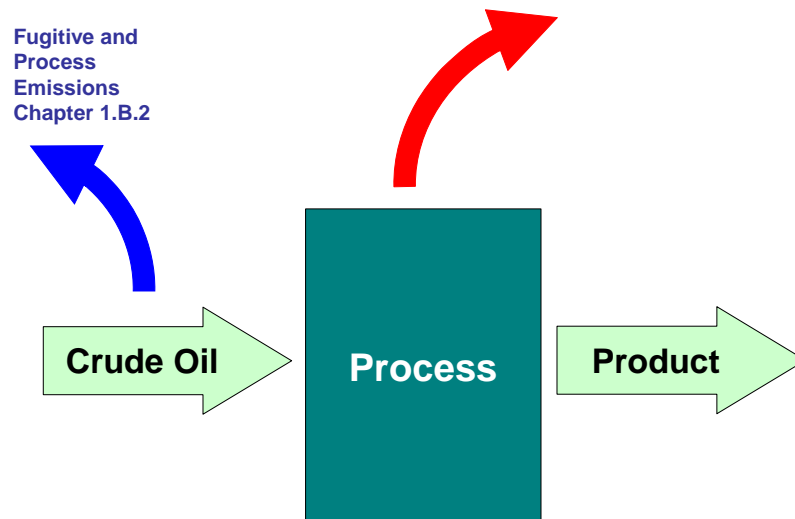 Fugitive and
Process
Emissions
Chapter 1.B.2
Crude Oil
Process
Product